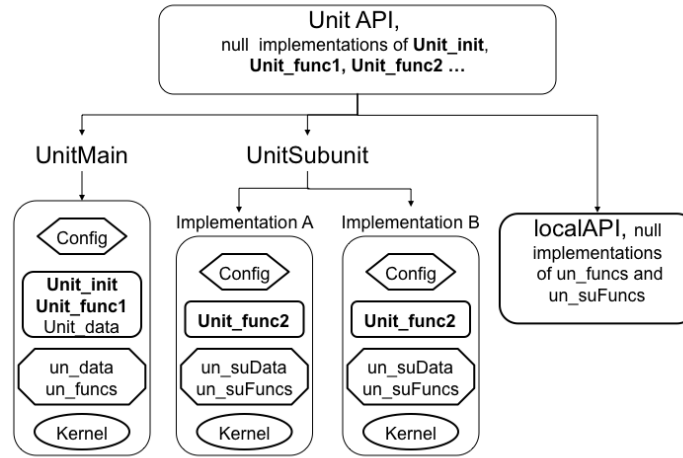 Unit API,
null implementations of Unit_init,
Unit_func1, Unit_func2 ...
UnitMain
UnitSubunit
Implementation A
Implementation B
Config
Unit_init
Unit_func1
Unit_data
un_data
un_funcs
Kernel
Config
Unit_func2
un_suData
un_suFuncs
Kernel
Config
Unit_func2
un_suData
un_suFuncs
Kernel
localAPI, null
implementations
of un_funcs and
un_suFuncs